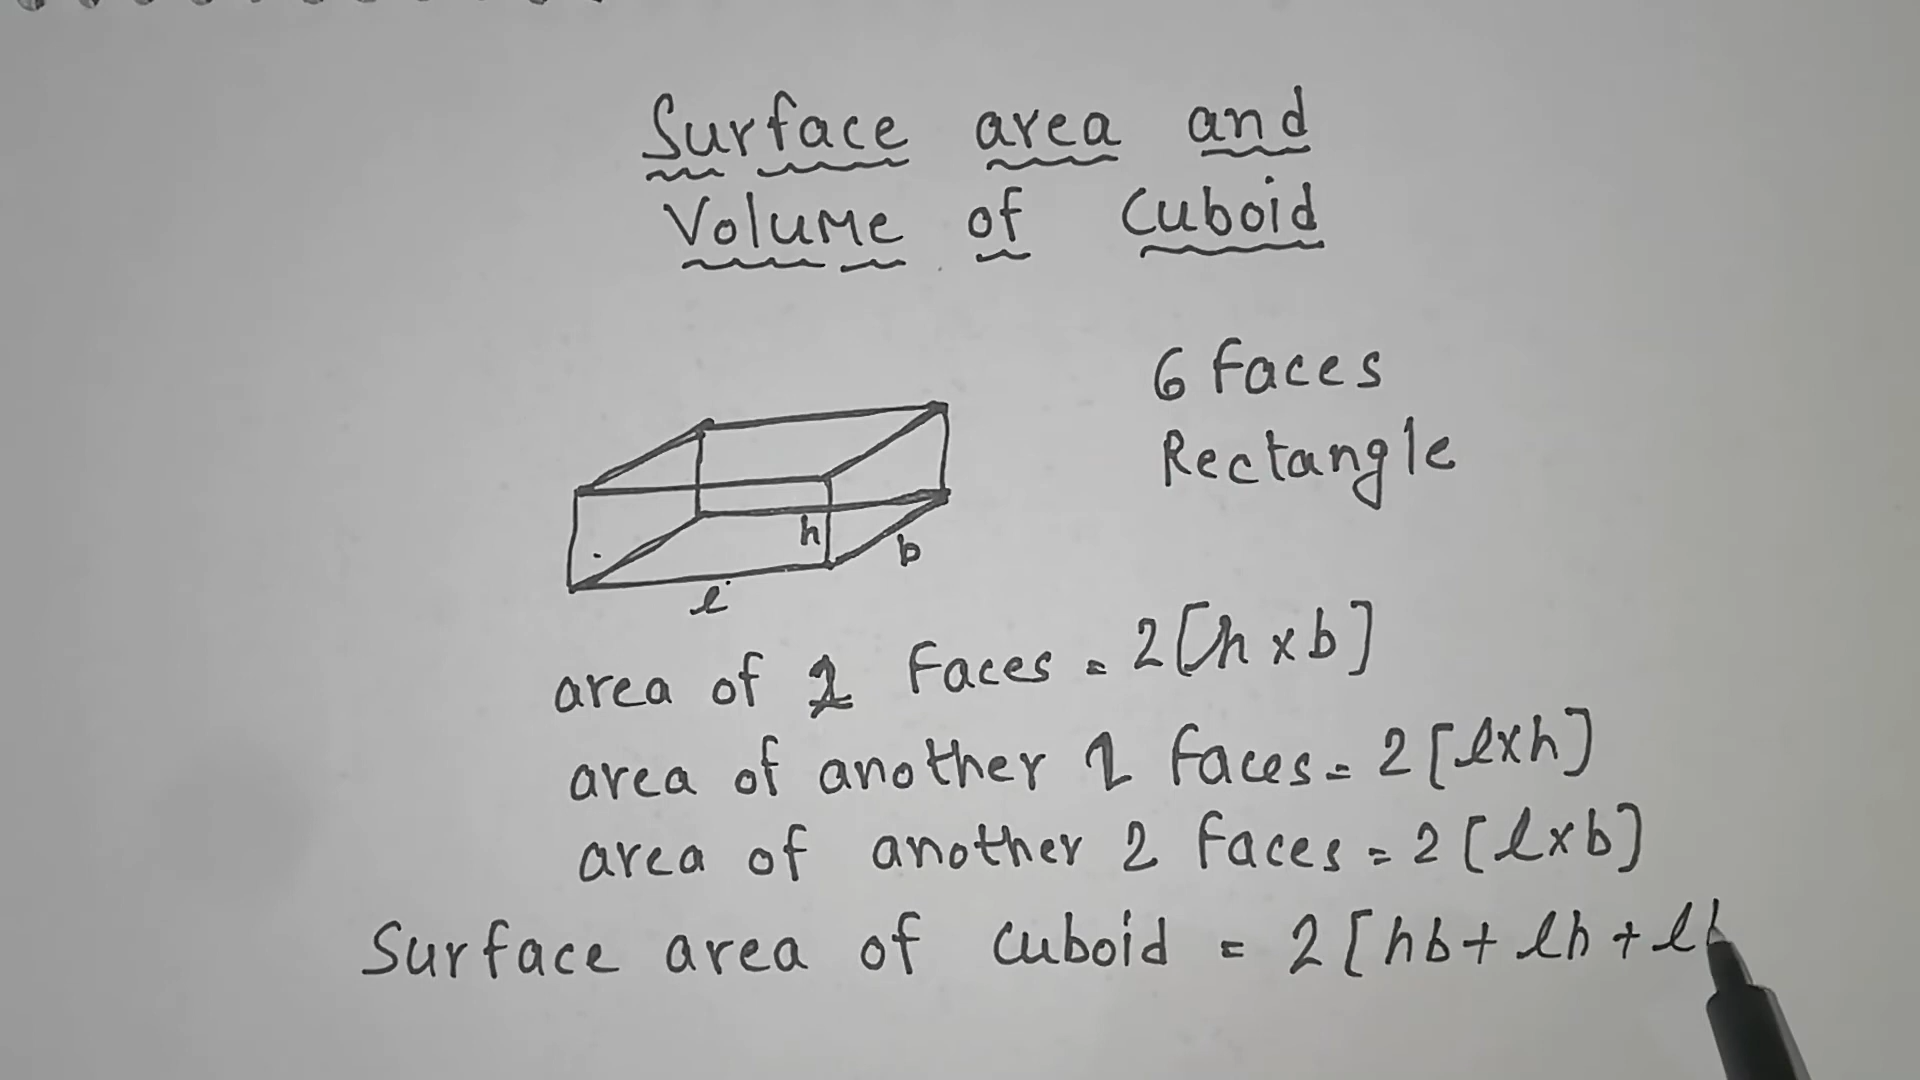 Surface area and
Volume of Cuboid
6 Faces
Rectangle
h
b
l
area of 2 Faces = 2[h x b]
area of another 2 Faces = 2[l x h]
area of another 2 Faces = 2[l x b]
Surface area of Cuboid = 2[hb + lh + l